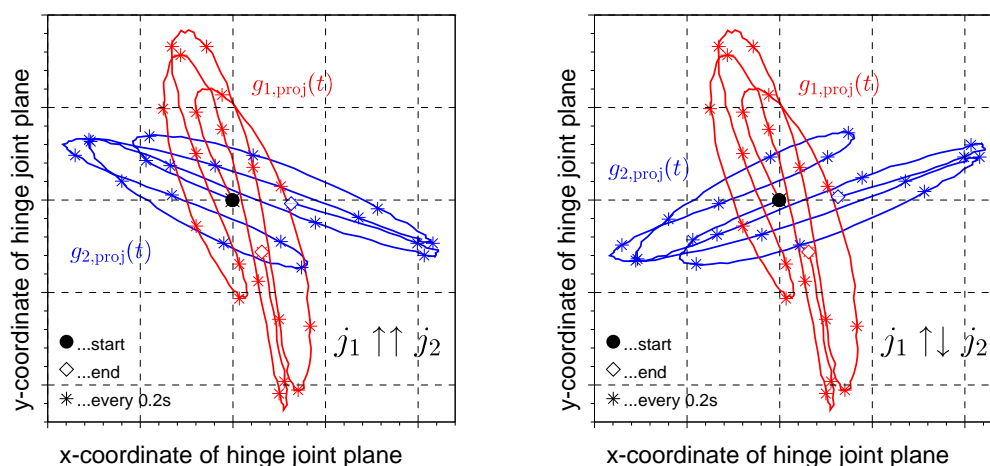 g₁,proj(t)
g₂,proj(t)
...start
...end
...every 0.2s
j₁ ↑↑ j₂
y-coordinate of hinge joint plane
x-coordinate of hinge joint plane
g₁,proj(t)
g₂,proj(t)
...start
...end
...every 0.2s
j₁ ↑↓ j₂
y-coordinate of hinge joint plane
x-coordinate of hinge joint plane